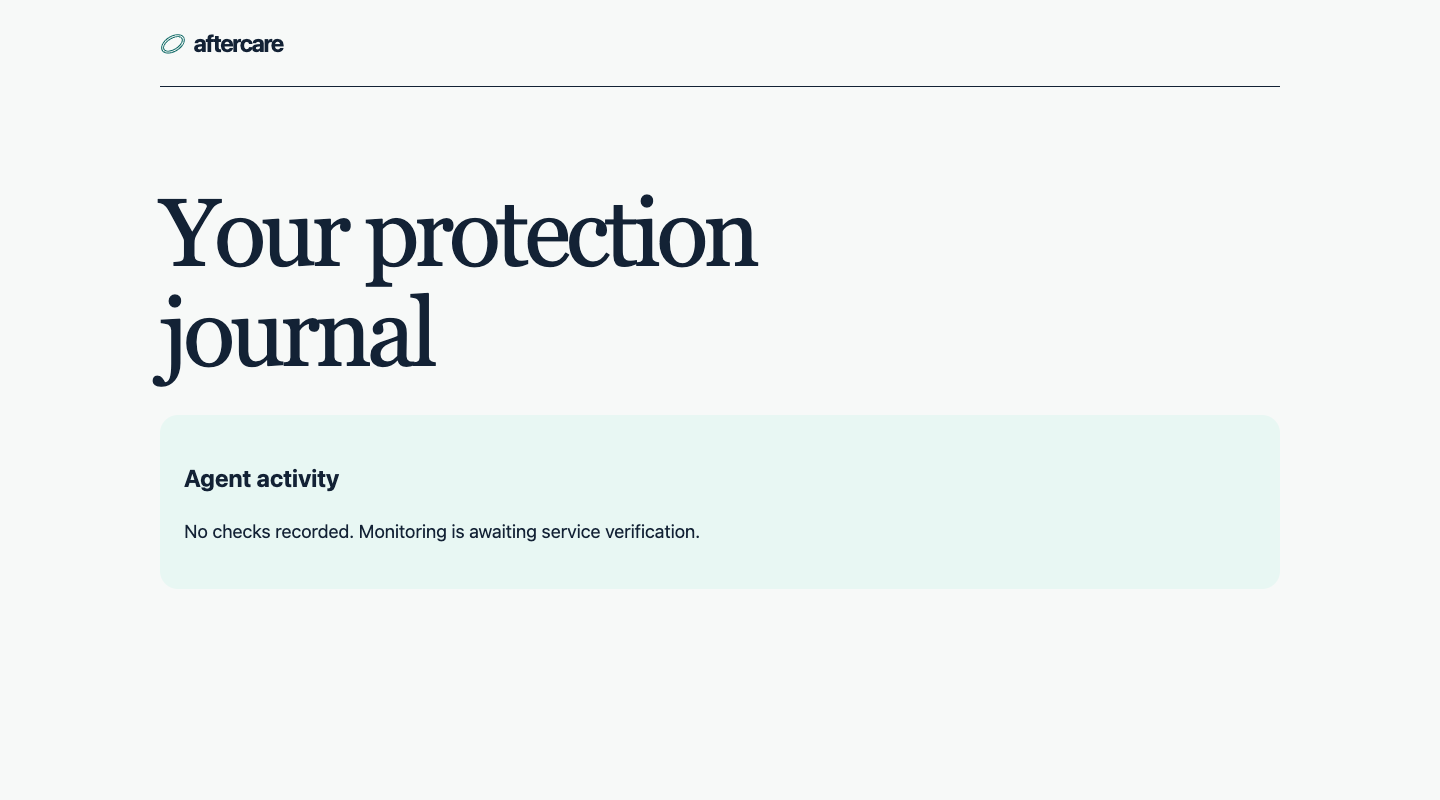 aftercare
Your protection
journal
Agent activity
No checks recorded. Monitoring is awaiting service verification.